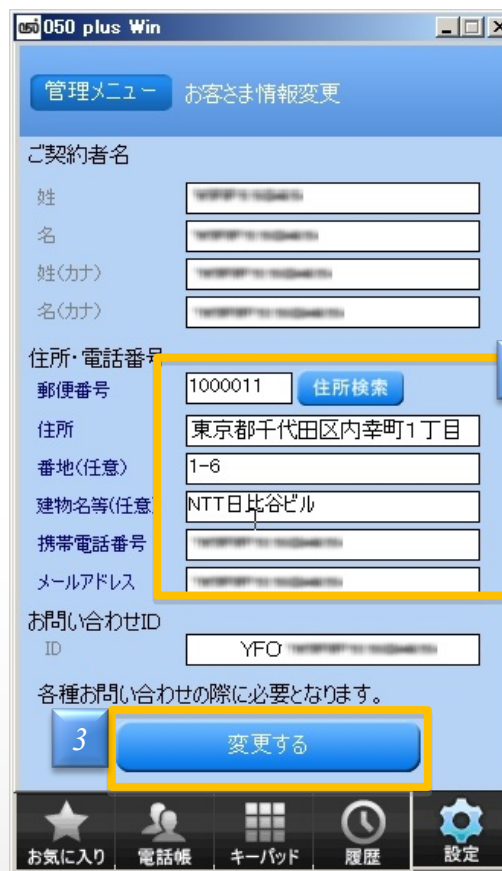 050 050 plus Win
管理メニュー お客さま情報変更
ご契約者名
姓
名
姓(カナ)
名(カナ)
住所・電話番号
郵便番号 1000011 住所検索
住所 東京都千代田区内幸町1丁目
番地(任意) 1-6
建物名等(任意 NTT日比谷ビル
携帯電話番号
メールアドレス
お問い合わせID
ID YFO
各種お問い合わせの際に必要となります。
3 変更する
お気に入り 電話帳 キーパッド 履歴 設定